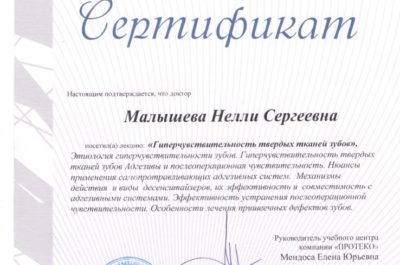 Сертификат
Настоящим подтверждается, что доктор
Малышева Нелли Сергеевна
посетил(а) лекцию: «Гиперчувствительность твердых тканей зубов».
Этиология гиперчувствительности зубов. Гиперчувствительность твердых
тканей зубов Адгезивы и послеоперационная чувствительность. Нюансы
применения самопротравливающих адгезивных систем. Механизмы
действия и виды десенситайзеров, их эффективность и совместимость с
адгезивными системами. Эффективность устранения послеоперационной
чувствительности. Особенности лечения пришеечных дефектов зубов.
Руководитель учебного центра
компании «ПРОТЕКО»
Мендоса Елена Юрьевна